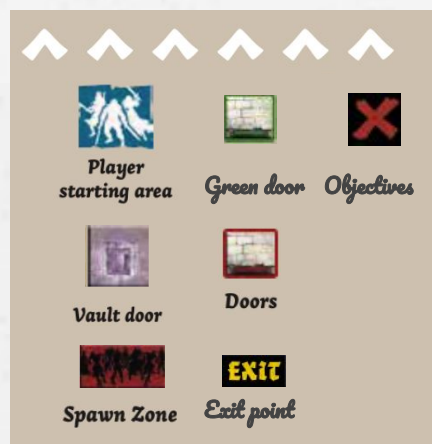 Player
starting area
Green door
Objectives
Vault door
Doors
EXIT
Spawn Zone
Exit point